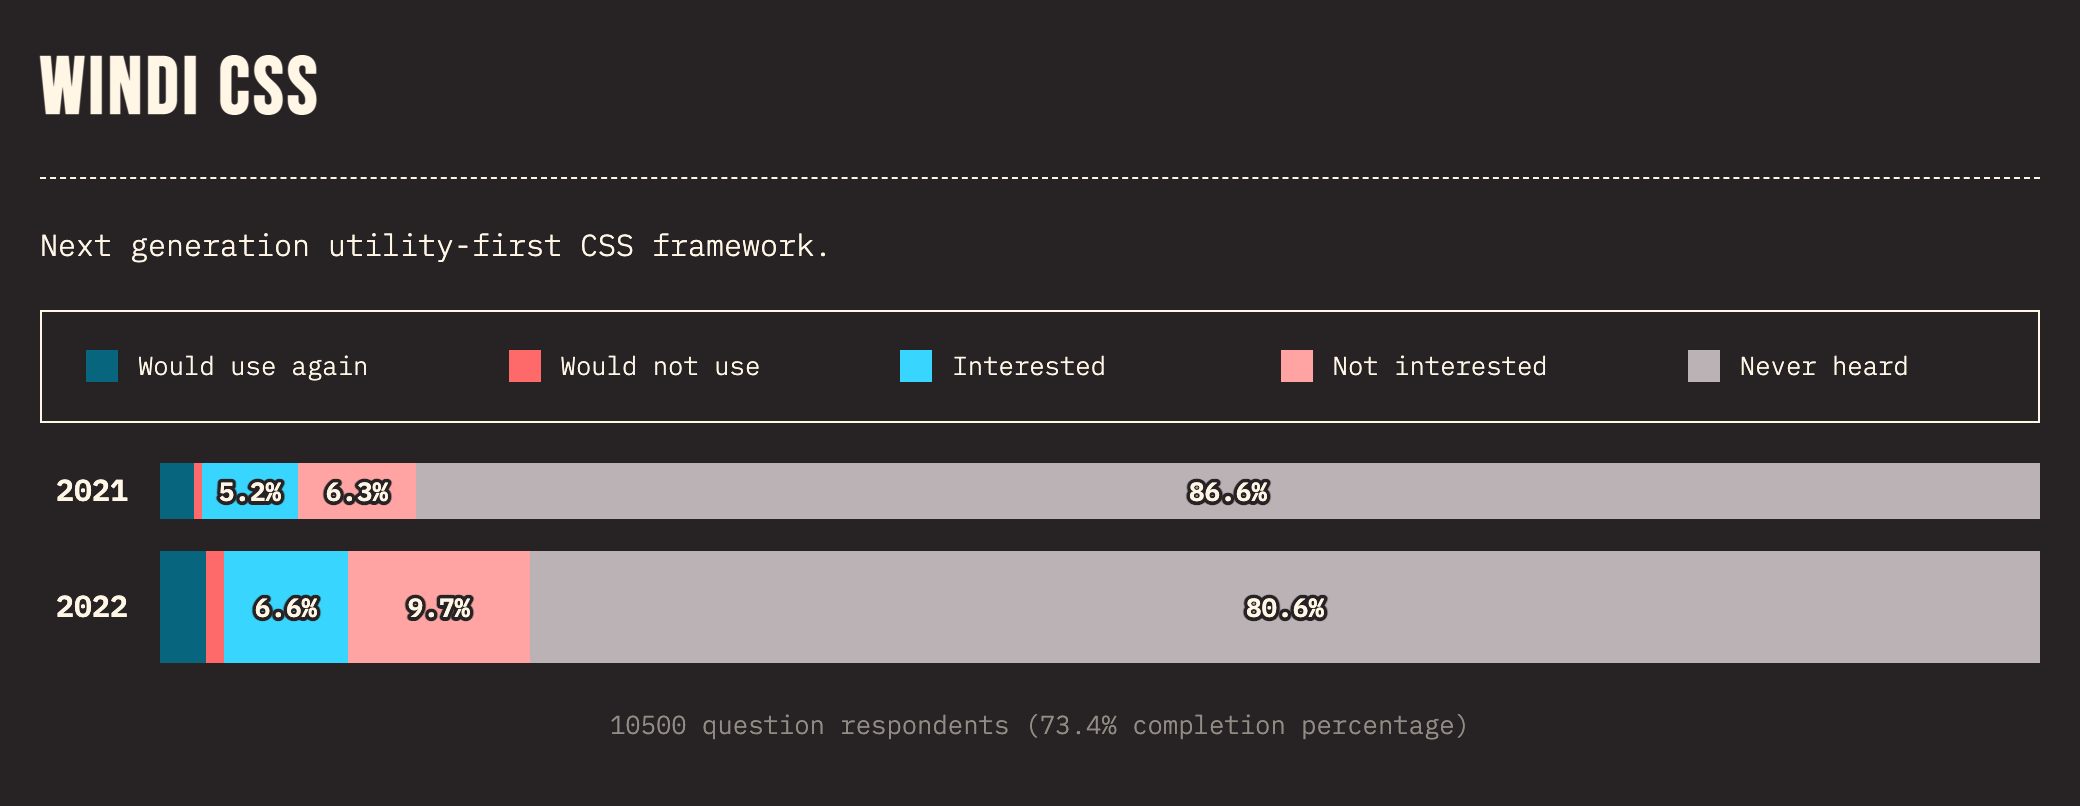 WINDI CSS
Next generation utility-first CSS framework.
Would use again Would not use Interested Not interested Never heard
2021 5.2% 6.3% 86.6%
2022 6.6% 9.7% 80.6%
10500 question respondents (73.4% completion percentage)